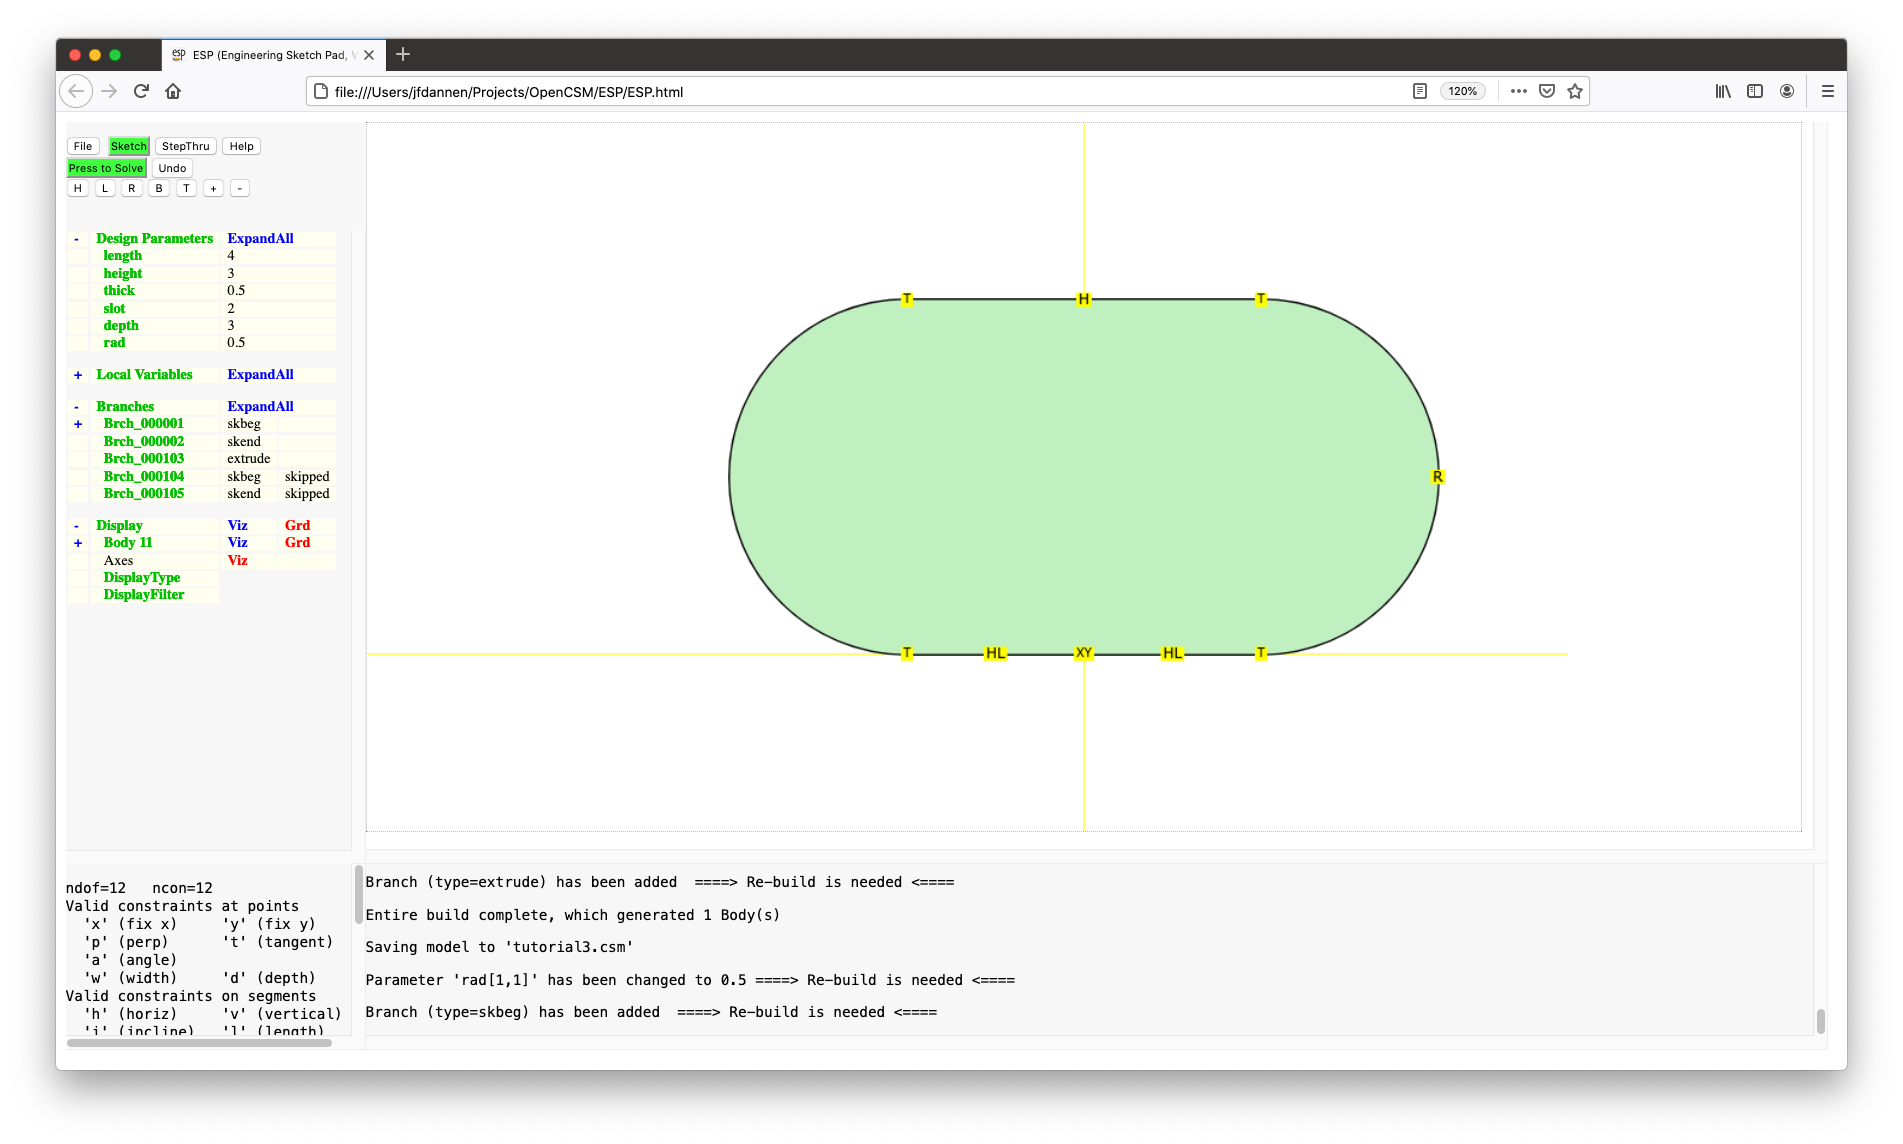 ESP (Engineering Sketch Pad, V
file:///Users/jfdannen/Projects/OpenCSM/ESP/ESP.html
120%
File Sketch StepThru Help
Press to Solve Undo
H L R B T + -
- Design Parameters ExpandAll
length 4
height 3
thick 0.5
slot 2
depth 3
rad 0.5
+ Local Variables ExpandAll
- Branches ExpandAll
+ Brch_000001 skbeg
Brch_000002 skend
Brch_000103 extrude
Brch_000104 skbeg skipped
Brch_000105 skend skipped
- Display Viz Grd
+ Body 11 Viz Grd
Axes Viz
DisplayType
DisplayFilter
T H T
R
T HL XY HL T
ndof=12 ncon=12
Valid constraints at points
'x' (fix x) 'y' (fix y)
'p' (perp) 't' (tangent)
'a' (angle)
'w' (width) 'd' (depth)
Valid constraints on segments
'h' (horiz) 'v' (vertical)
'i' (incline) 'l' (length)
Branch (type=extrude) has been added ====> Re-build is needed <====
Entire build complete, which generated 1 Body(s)
Saving model to 'tutorial3.csm'
Parameter 'rad[1,1]' has been changed to 0.5 ====> Re-build is needed <====
Branch (type=skbeg) has been added ====> Re-build is needed <====